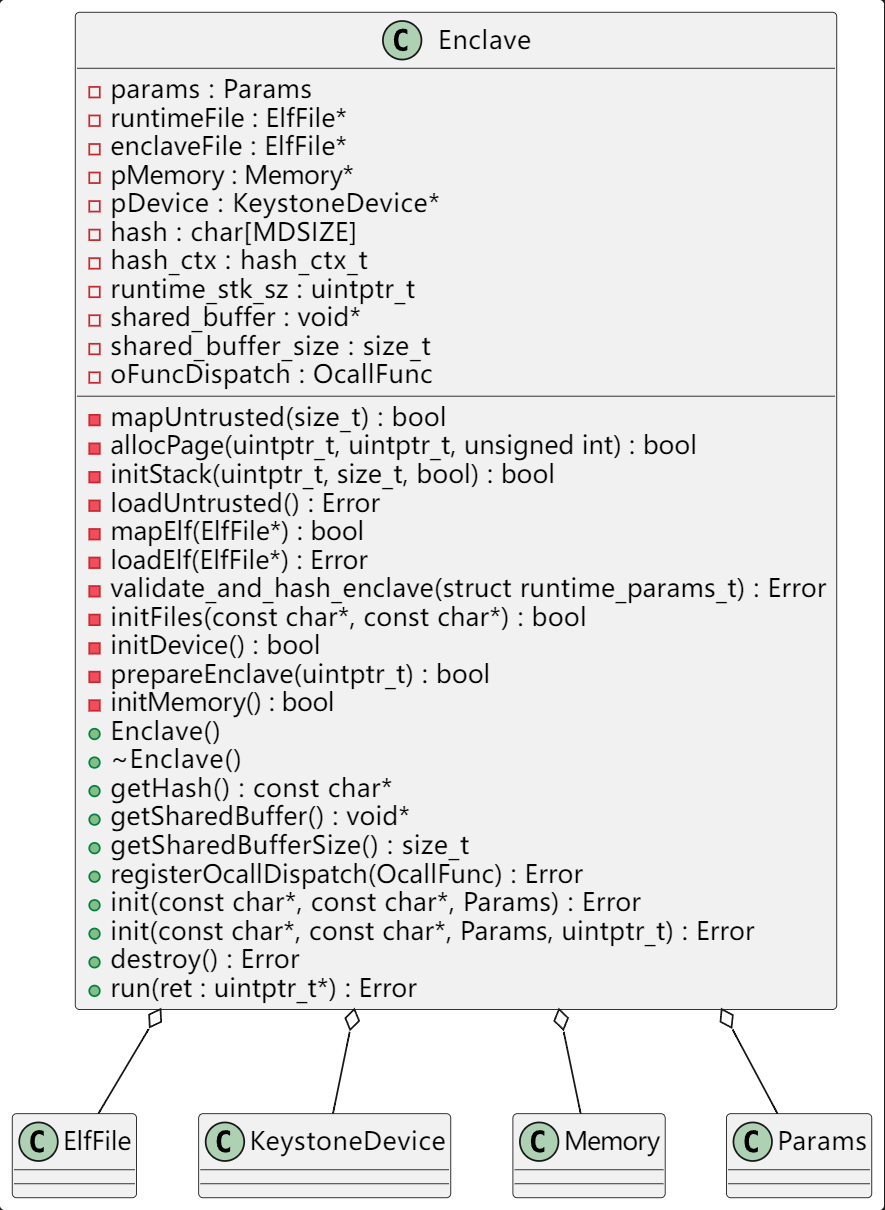 C Enclave
params : Params
runtimeFile : ElfFile*
enclaveFile : ElfFile*
pMemory : Memory*
pDevice : KeystoneDevice*
hash : char[MDSIZE]
hash_ctx : hash_ctx_t
runtime_stk_sz : uintptr_t
shared_buffer : void*
shared_buffer_size : size_t
oFuncDispatch : OcallFunc
mapUntrusted(size_t) : bool
allocPage(uintptr_t, uintptr_t, unsigned int) : bool
initStack(uintptr_t, size_t, bool) : bool
loadUntrusted() : Error
mapElf(ElfFile*) : bool
loadElf(ElfFile*) : Error
validate_and_hash_enclave(struct runtime_params_t) : Error
initFiles(const char*, const char*) : bool
initDevice() : bool
prepareEnclave(uintptr_t) : bool
initMemory() : bool
Enclave()
~Enclave()
getHash() : const char*
getSharedBuffer() : void*
getSharedBufferSize() : size_t
registerOcallDispatch(OcallFunc) : Error
init(const char*, const char*, Params) : Error
init(const char*, const char*, Params, uintptr_t) : Error
destroy() : Error
run(ret : uintptr_t*) : Error
C ElfFile
C KeystoneDevice
C Memory
C Params